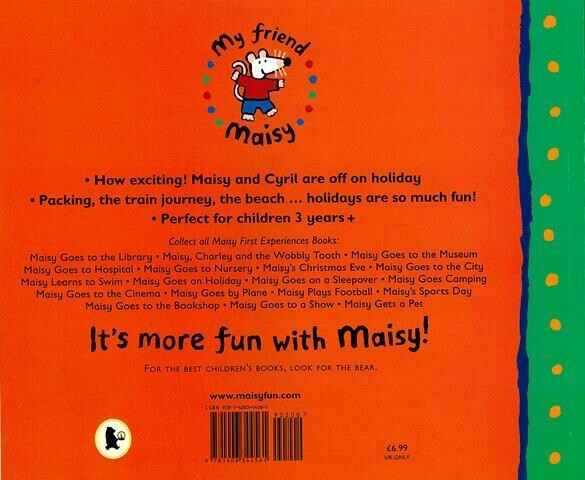 My friend
Maisy
• How exciting! Maisy and Cyril are off on holiday
• Packing, the train journey, the beach ... holidays are so much fun!
• Perfect for children 3 years+
Collect all Maisy First Experiences Books:
Maisy Goes to the Library • Maisy, Charley and the Wobbly Tooth • Maisy Goes to the Museum
Maisy Goes to Hospital • Maisy Goes to Nursery • Maisy's Christmas Eve • Maisy Goes to the City
Maisy Learns to Swim • Maisy Goes on Holiday • Maisy Goes on a Sleepover • Maisy Goes Camping
Maisy Goes to the Cinema • Maisy Goes by Plane • Maisy Plays Football • Maisy's Sports Day
Maisy Goes to the Bookshop • Maisy Goes to a Show • Maisy Gets a Pet
It's more fun with Maisy!
FOR THE BEST CHILDREN'S BOOKS, LOOK FOR THE BEAR.
www.maisyfun.com
90200>
£6.99
UK ONLY